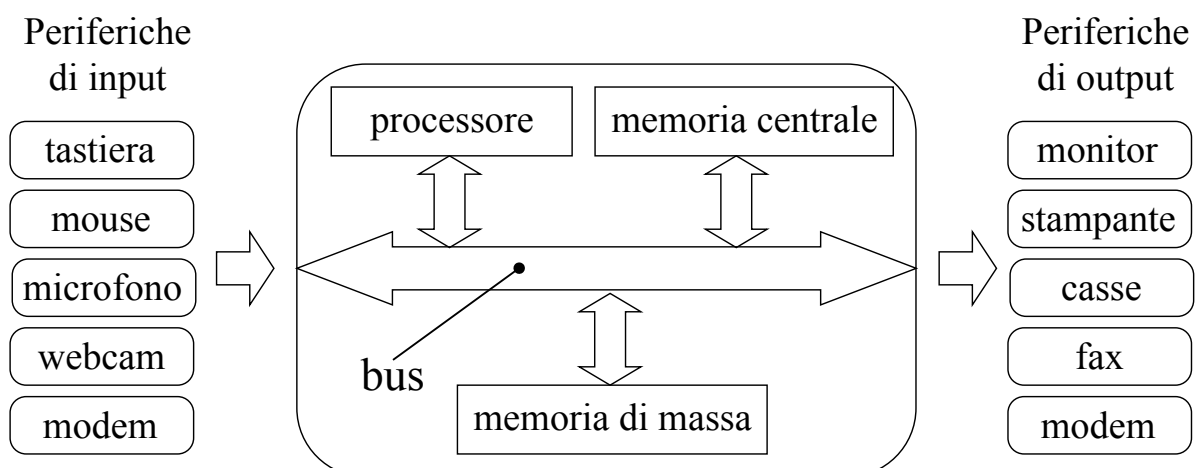 Periferiche
di input
tastiera
mouse
microfono
webcam
modem
processore
memoria centrale
bus
memoria di massa
Periferiche
di output
monitor
stampante
casse
fax
modem